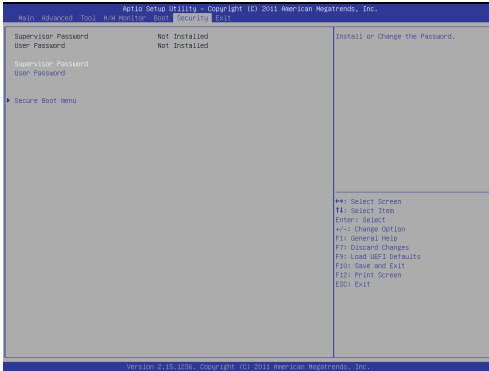 Aptio Setup Utility – Copyright (C) 2011 American Megatrends, Inc.
Main Advanced Tool H/W Monitor Boot Security Exit
Supervisor Password Not Installed
User Password Not Installed
Supervisor Password
User Password
Secure Boot menu
Install or Change the Password.
→←: Select Screen
↑↓: Select Item
Enter: Select
+/-: Change Option
F1: General Help
F7: Discard Changes
F9: Load UEFI Defaults
F10: Save and Exit
F12: Print Screen
ESC: Exit
Version 2.15.1236. Copyright (C) 2011 American Megatrends, Inc.